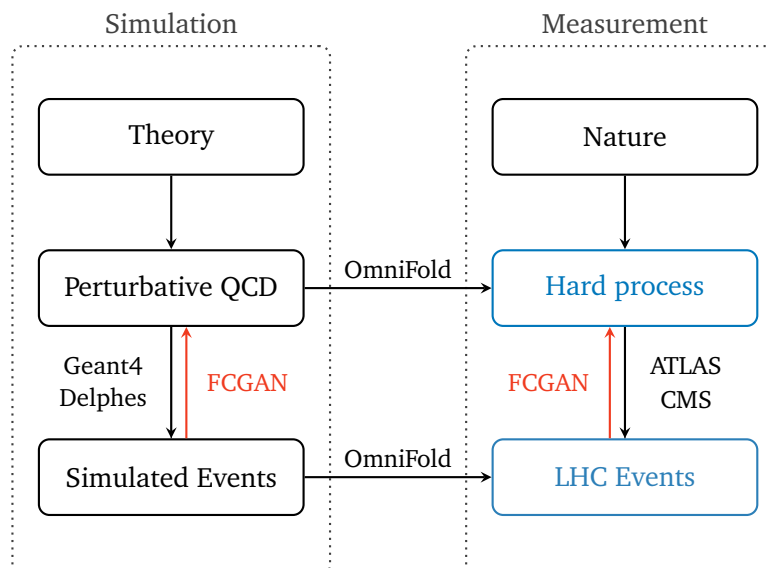 Simulation
Measurement
Theory
Nature
Perturbative QCD
OmniFold
Hard process
Geant4
Delphes
FCGAN
FCGAN
ATLAS
CMS
Simulated Events
OmniFold
LHC Events